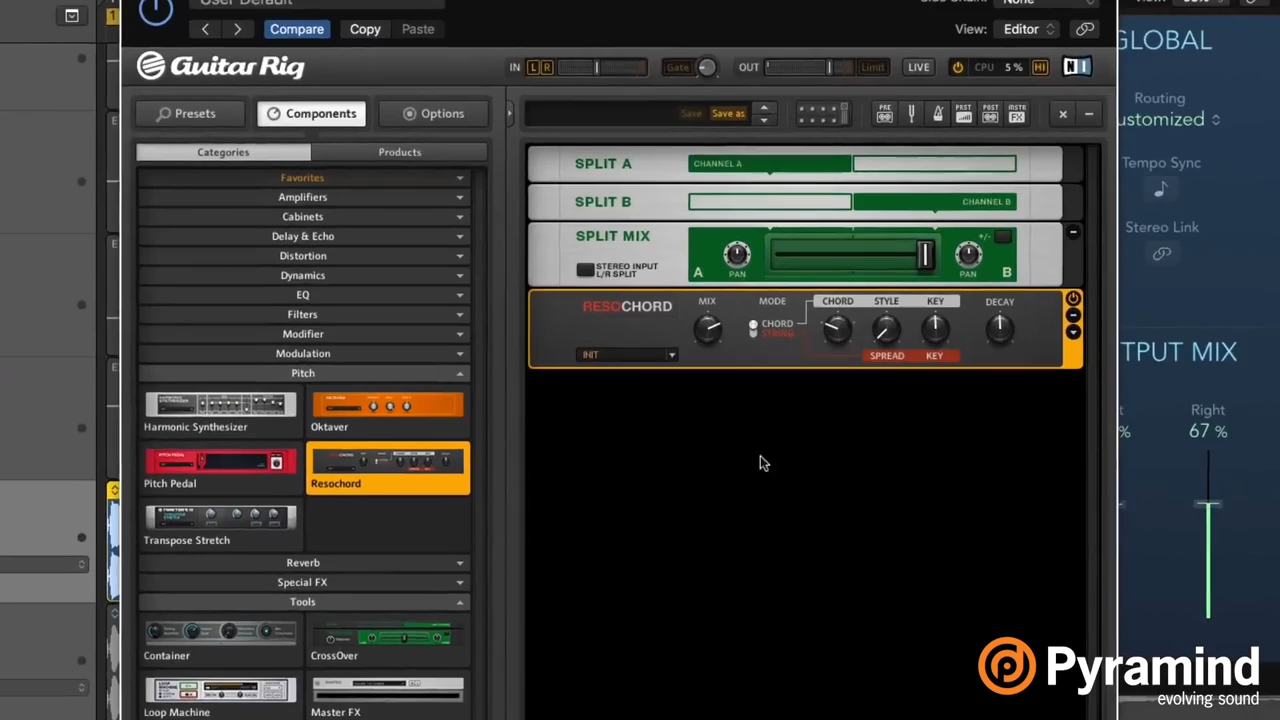 User Default
View: Editor
Compare
Copy
Paste
GLOBAL
Guitar Rig
IN L R
Gate
OUT
Limit
LIVE
CPU 5 %
HI
NI
Routing
ustomized
Presets
Components
Options
Save
Save as
PRE
PRST
POST
INSTR
FX
Categories
Products
Tempo Sync
Stereo Link
Favorites
Amplifiers
Cabinets
Delay & Echo
Distortion
Dynamics
EQ
Filters
Modifier
Modulation
Pitch
SPLIT A
CHANNEL A
SPLIT B
CHANNEL B
SPLIT MIX
STEREO INPUT
L/R SPLIT
A
PAN
+/-
PAN
B
RESOCHORD
MIX
MODE
CHORD
STRING
CHORD
STYLE
KEY
DECAY
INIT
SPREAD
KEY
TPUT MIX
Right
%
67 %
Harmonic Synthesizer
Oktaver
Pitch Pedal
Resochord
Transpose Stretch
Reverb
Special FX
Tools
Container
CrossOver
Loop Machine
Master FX
Pyramind
evolving sound